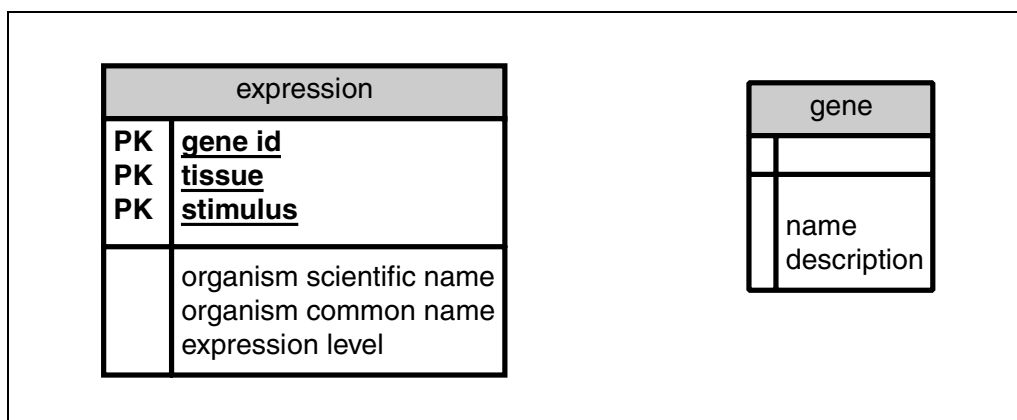 expression
PK gene id
PK tissue
PK stimulus
organism scientific name
organism common name
expression level
gene
name
description